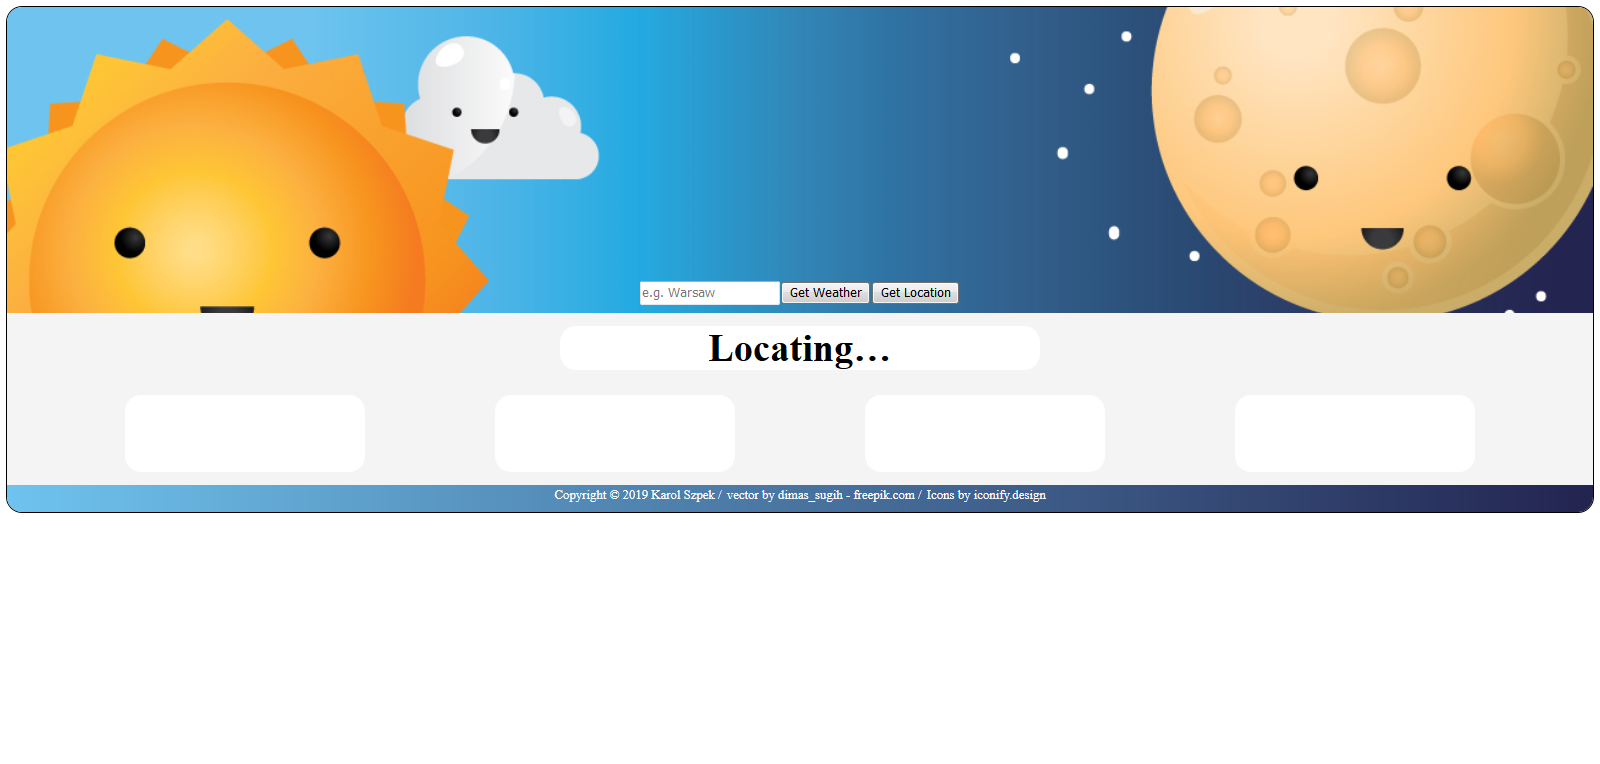 e.g. Warsaw Get Weather Get Location
Locating...
Copyright © 2019 Karol Szpek / vector by dimas_sugih - freepik.com / Icons by iconify.design